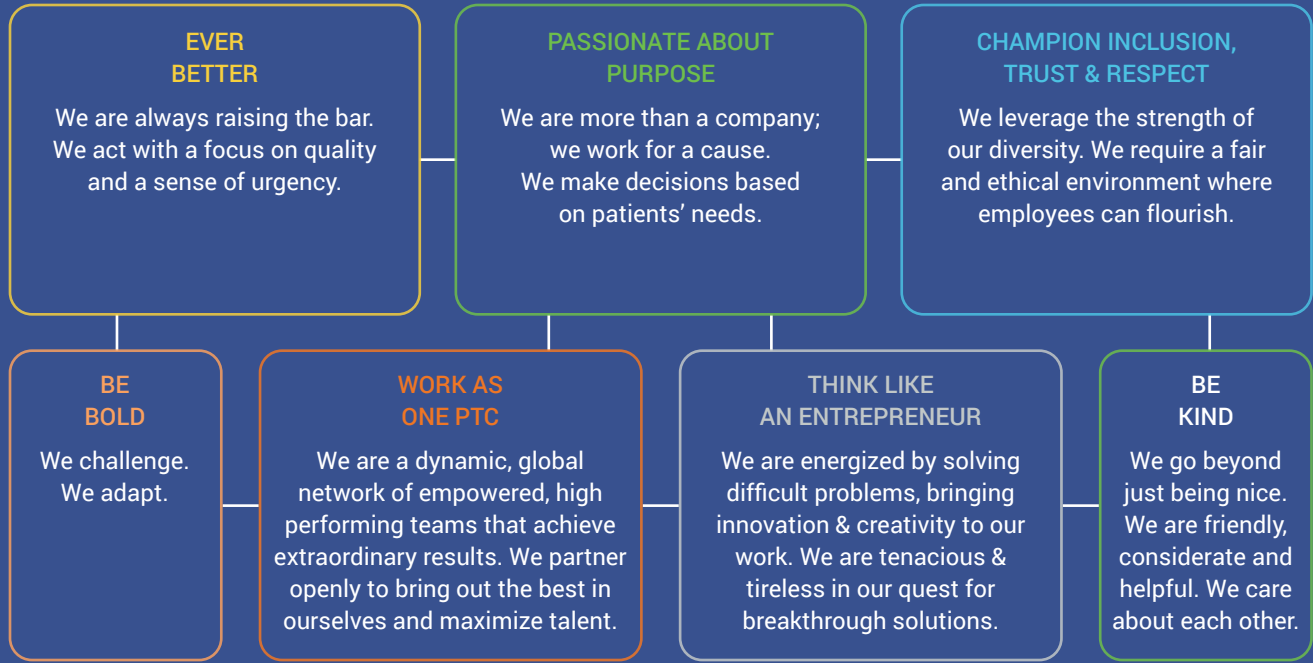 EVER
BETTER
We are always raising the bar.
We act with a focus on quality
and a sense of urgency.
PASSIONATE ABOUT
PURPOSE
We are more than a company;
we work for a cause.
We make decisions based
on patients’ needs.
CHAMPION INCLUSION,
TRUST & RESPECT
We leverage the strength of
our diversity. We require a fair
and ethical environment where
employees can flourish.
BE
BOLD
We challenge.
We adapt.
WORK AS
ONE PTC
We are a dynamic, global
network of empowered, high
performing teams that achieve
extraordinary results. We partner
openly to bring out the best in
ourselves and maximize talent.
THINK LIKE
AN ENTREPRENEUR
We are energized by solving
difficult problems, bringing
innovation & creativity to our
work. We are tenacious &
tireless in our quest for
breakthrough solutions.
BE
KIND
We go beyond
just being nice.
We are friendly,
considerate and
helpful. We care
about each other.